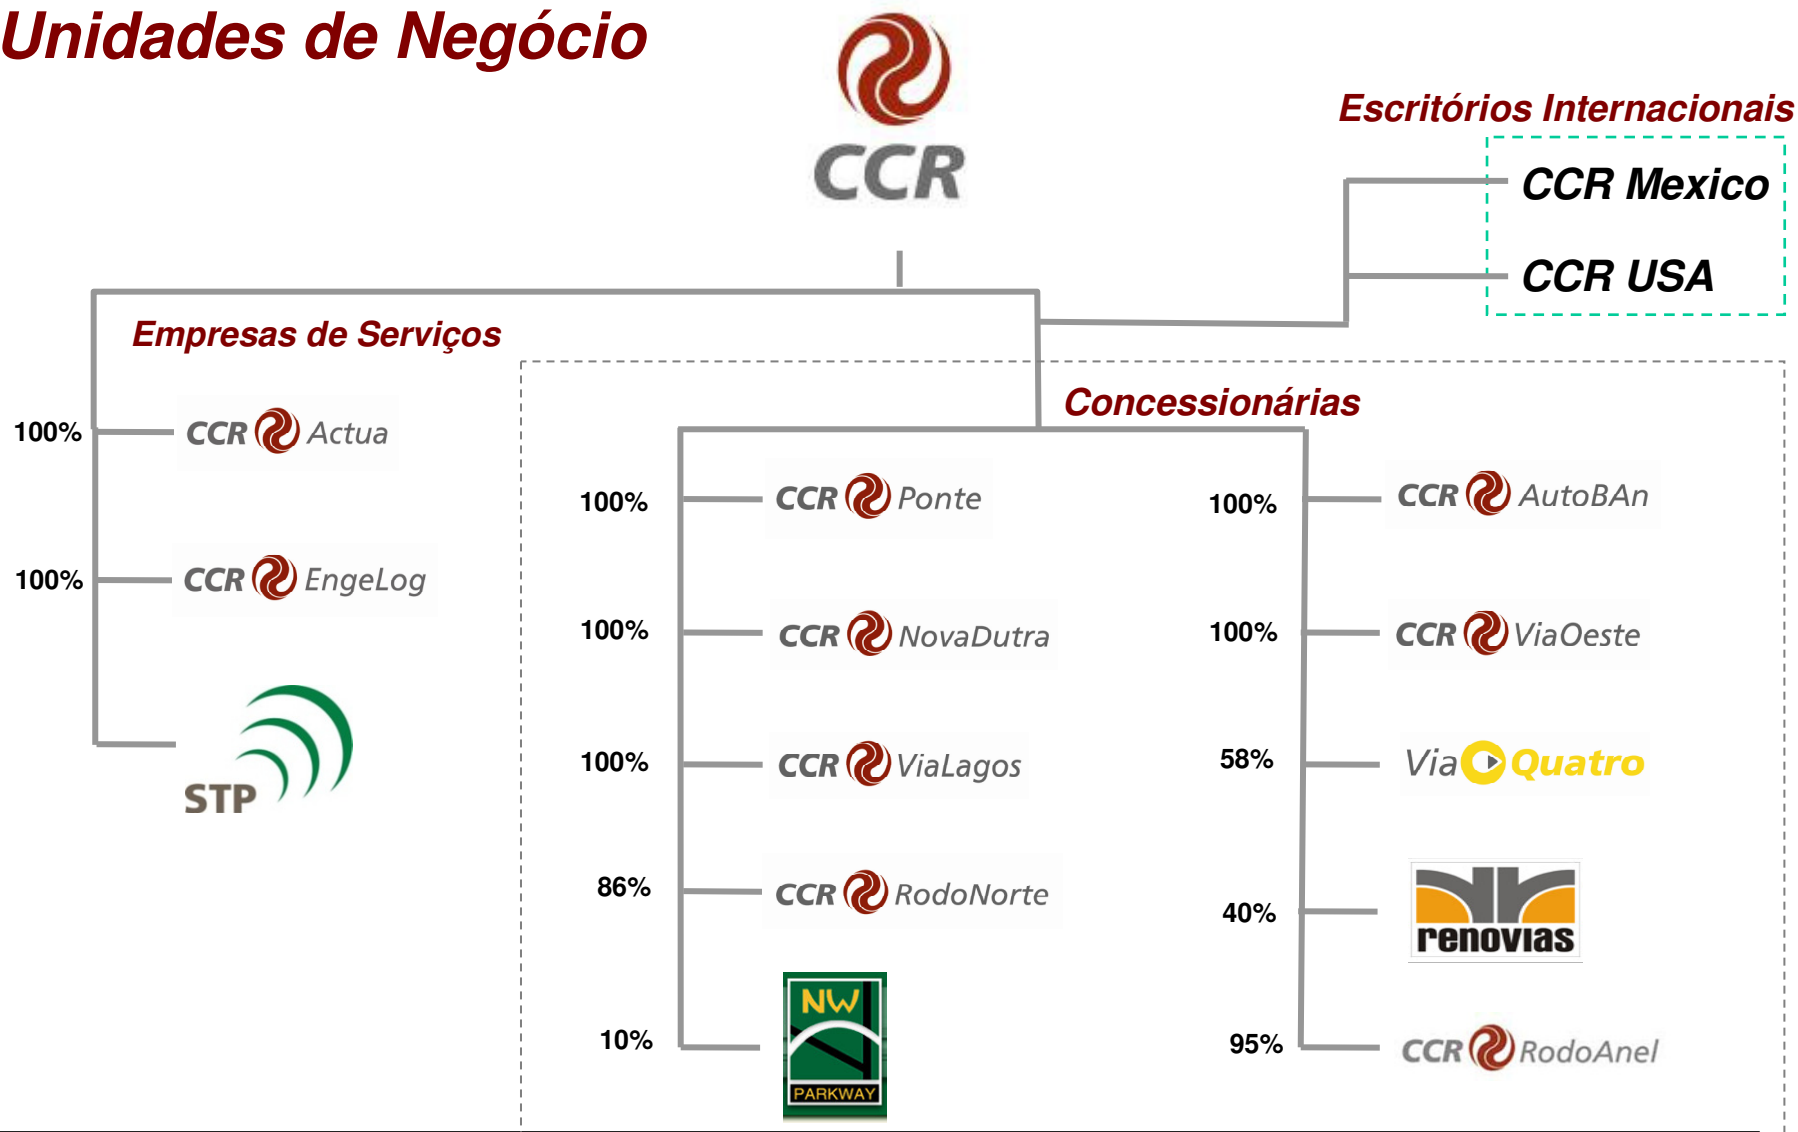 Unidades de Negócio
CCR
Escritórios Internacionais
CCR Mexico
CCR USA
Empresas de Serviços
100% CCR Actua
100% CCR EngeLog
STP
Concessionárias
100% CCR Ponte
100% CCR NovaDutra
100% CCR ViaLagos
86% CCR RodoNorte
10% NW
PARKWAY
100% CCR AutoBAn
100% CCR ViaOeste
58% ViaQuatro
40% renovias
95% CCR RodoAnel